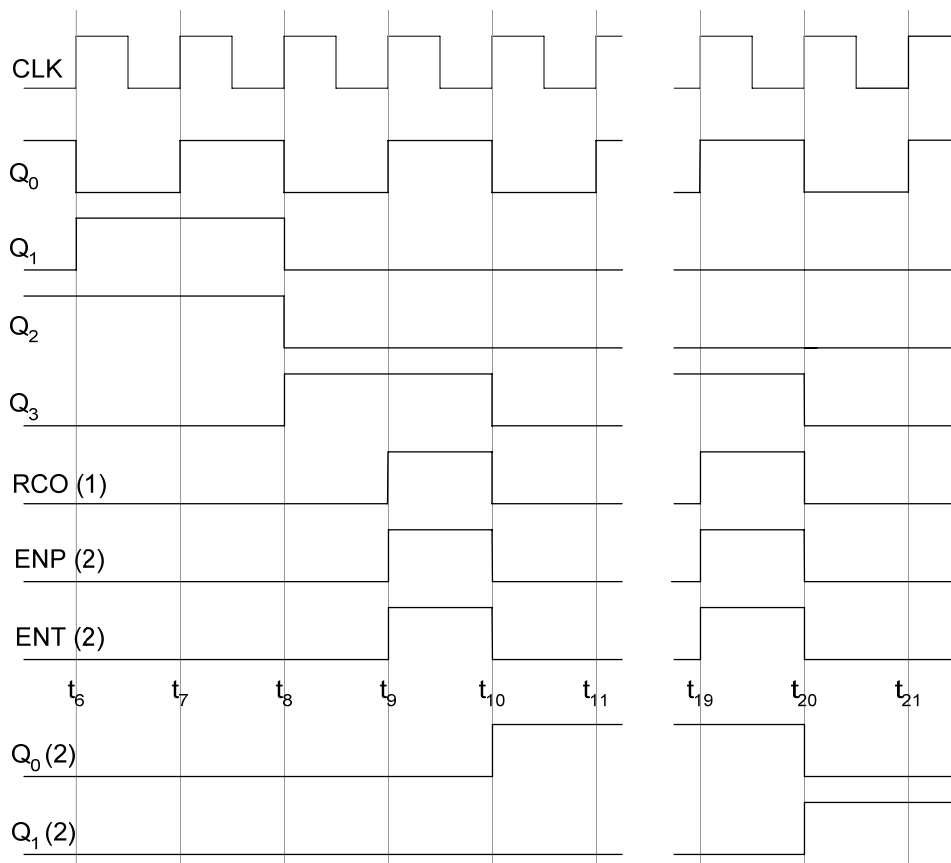 CLK
Q0
Q1
Q2
Q3
RCO (1)
ENP (2)
ENT (2)
t6 t7 t8 t9 t10 t11 t19 t20 t21
Q0 (2)
Q1 (2)